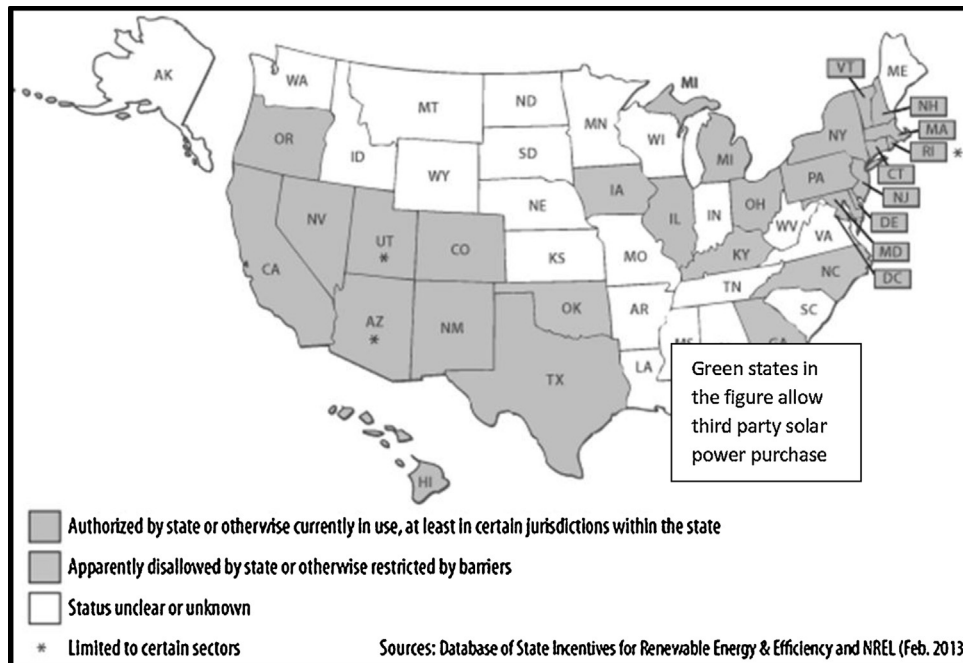 AK
WA
MT
ND
MN
MI
VT
ME
OR
ID
SD
WI
NY
NH
MA
WY
MI
RI *
IA
PA
CT
NE
IL
IN
OH
NJ
NV
UT
*
CO
WV
DE
CA
KS
MO
KY
VA
MD
NC
DC
AZ
*
NM
OK
AR
TN
SC
TX
LA
Green states in
the figure allow
third party solar
power purchase
HI
Authorized by state or otherwise currently in use, at least in certain jurisdictions within the state
Apparently disallowed by state or otherwise restricted by barriers
Status unclear or unknown
* Limited to certain sectors
Sources: Database of State Incentives for Renewable Energy & Efficiency and NREL (Feb. 2013